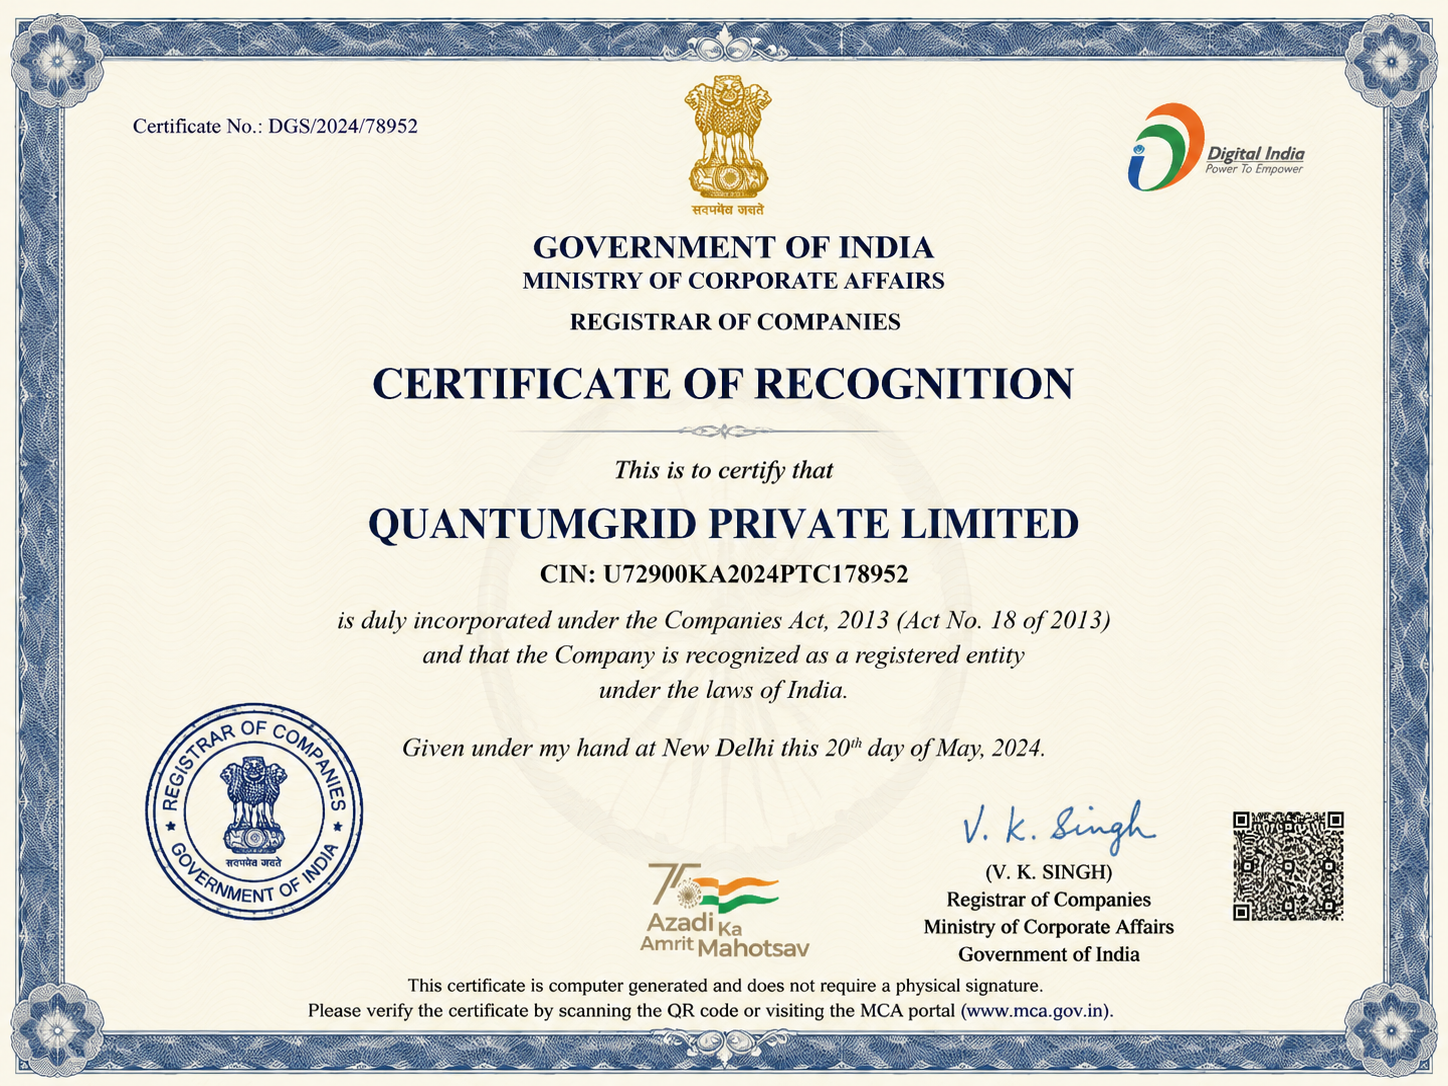 Certificate No.: DGS/2024/78952
Digital India
Power To Empower
GOVERNMENT OF INDIA
MINISTRY OF CORPORATE AFFAIRS
REGISTRAR OF COMPANIES
CERTIFICATE OF RECOGNITION
This is to certify that
QUANTUMGRID PRIVATE LIMITED
CIN: U72900KA2024PTC178952
is duly incorporated under the Companies Act, 2013 (Act No. 18 of 2013)
and that the Company is recognized as a registered entity
under the laws of India.
Given under my hand at New Delhi this 20th day of May, 2024.
REGISTRAR OF COMPANIES
GOVERNMENT OF INDIA
V. K. Singh
(V. K. SINGH)
Registrar of Companies
Ministry of Corporate Affairs
Government of India
75
Azadi Ka
Amrit Mahotsav
This certificate is computer generated and does not require a physical signature.
Please verify the certificate by scanning the QR code or visiting the MCA portal (www.mca.gov.in).